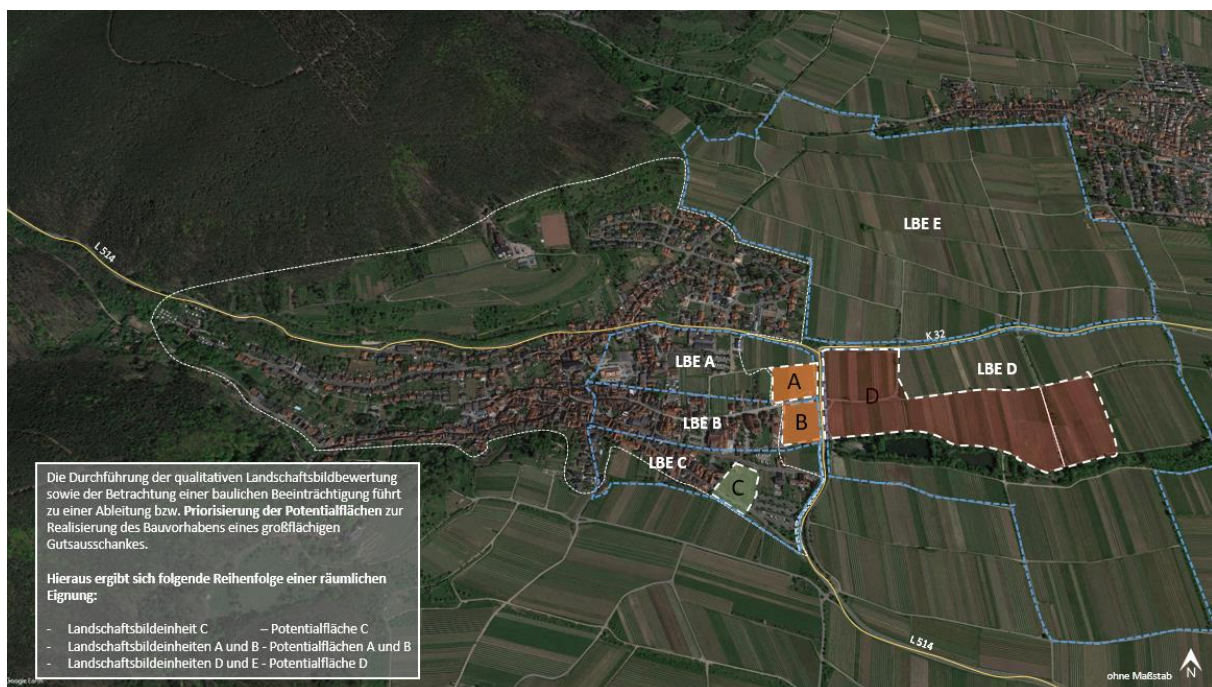 LBE E
L 514
K 32
LBE A
LBE D
A
D
B
LBE B
LBE C
C
Die Durchführung der qualitativen Landschaftsbildbewertung
sowie der Betrachtung einer baulichen Beeinträchtigung führt
zu einer Ableitung bzw. Priorisierung der Potentialflächen zur
Realisierung des Bauvorhabens eines großflächigen
Gutsausschankes.
Hieraus ergibt sich folgende Reihenfolge einer räumlichen
Eignung:
- Landschaftsbildeinheit C – Potentialfläche C
- Landschaftsbildeinheiten A und B - Potentialflächen A und B
- Landschaftsbildeinheiten D und E - Potentialfläche D
L 514
ohne Maßstab
N
Google Earth